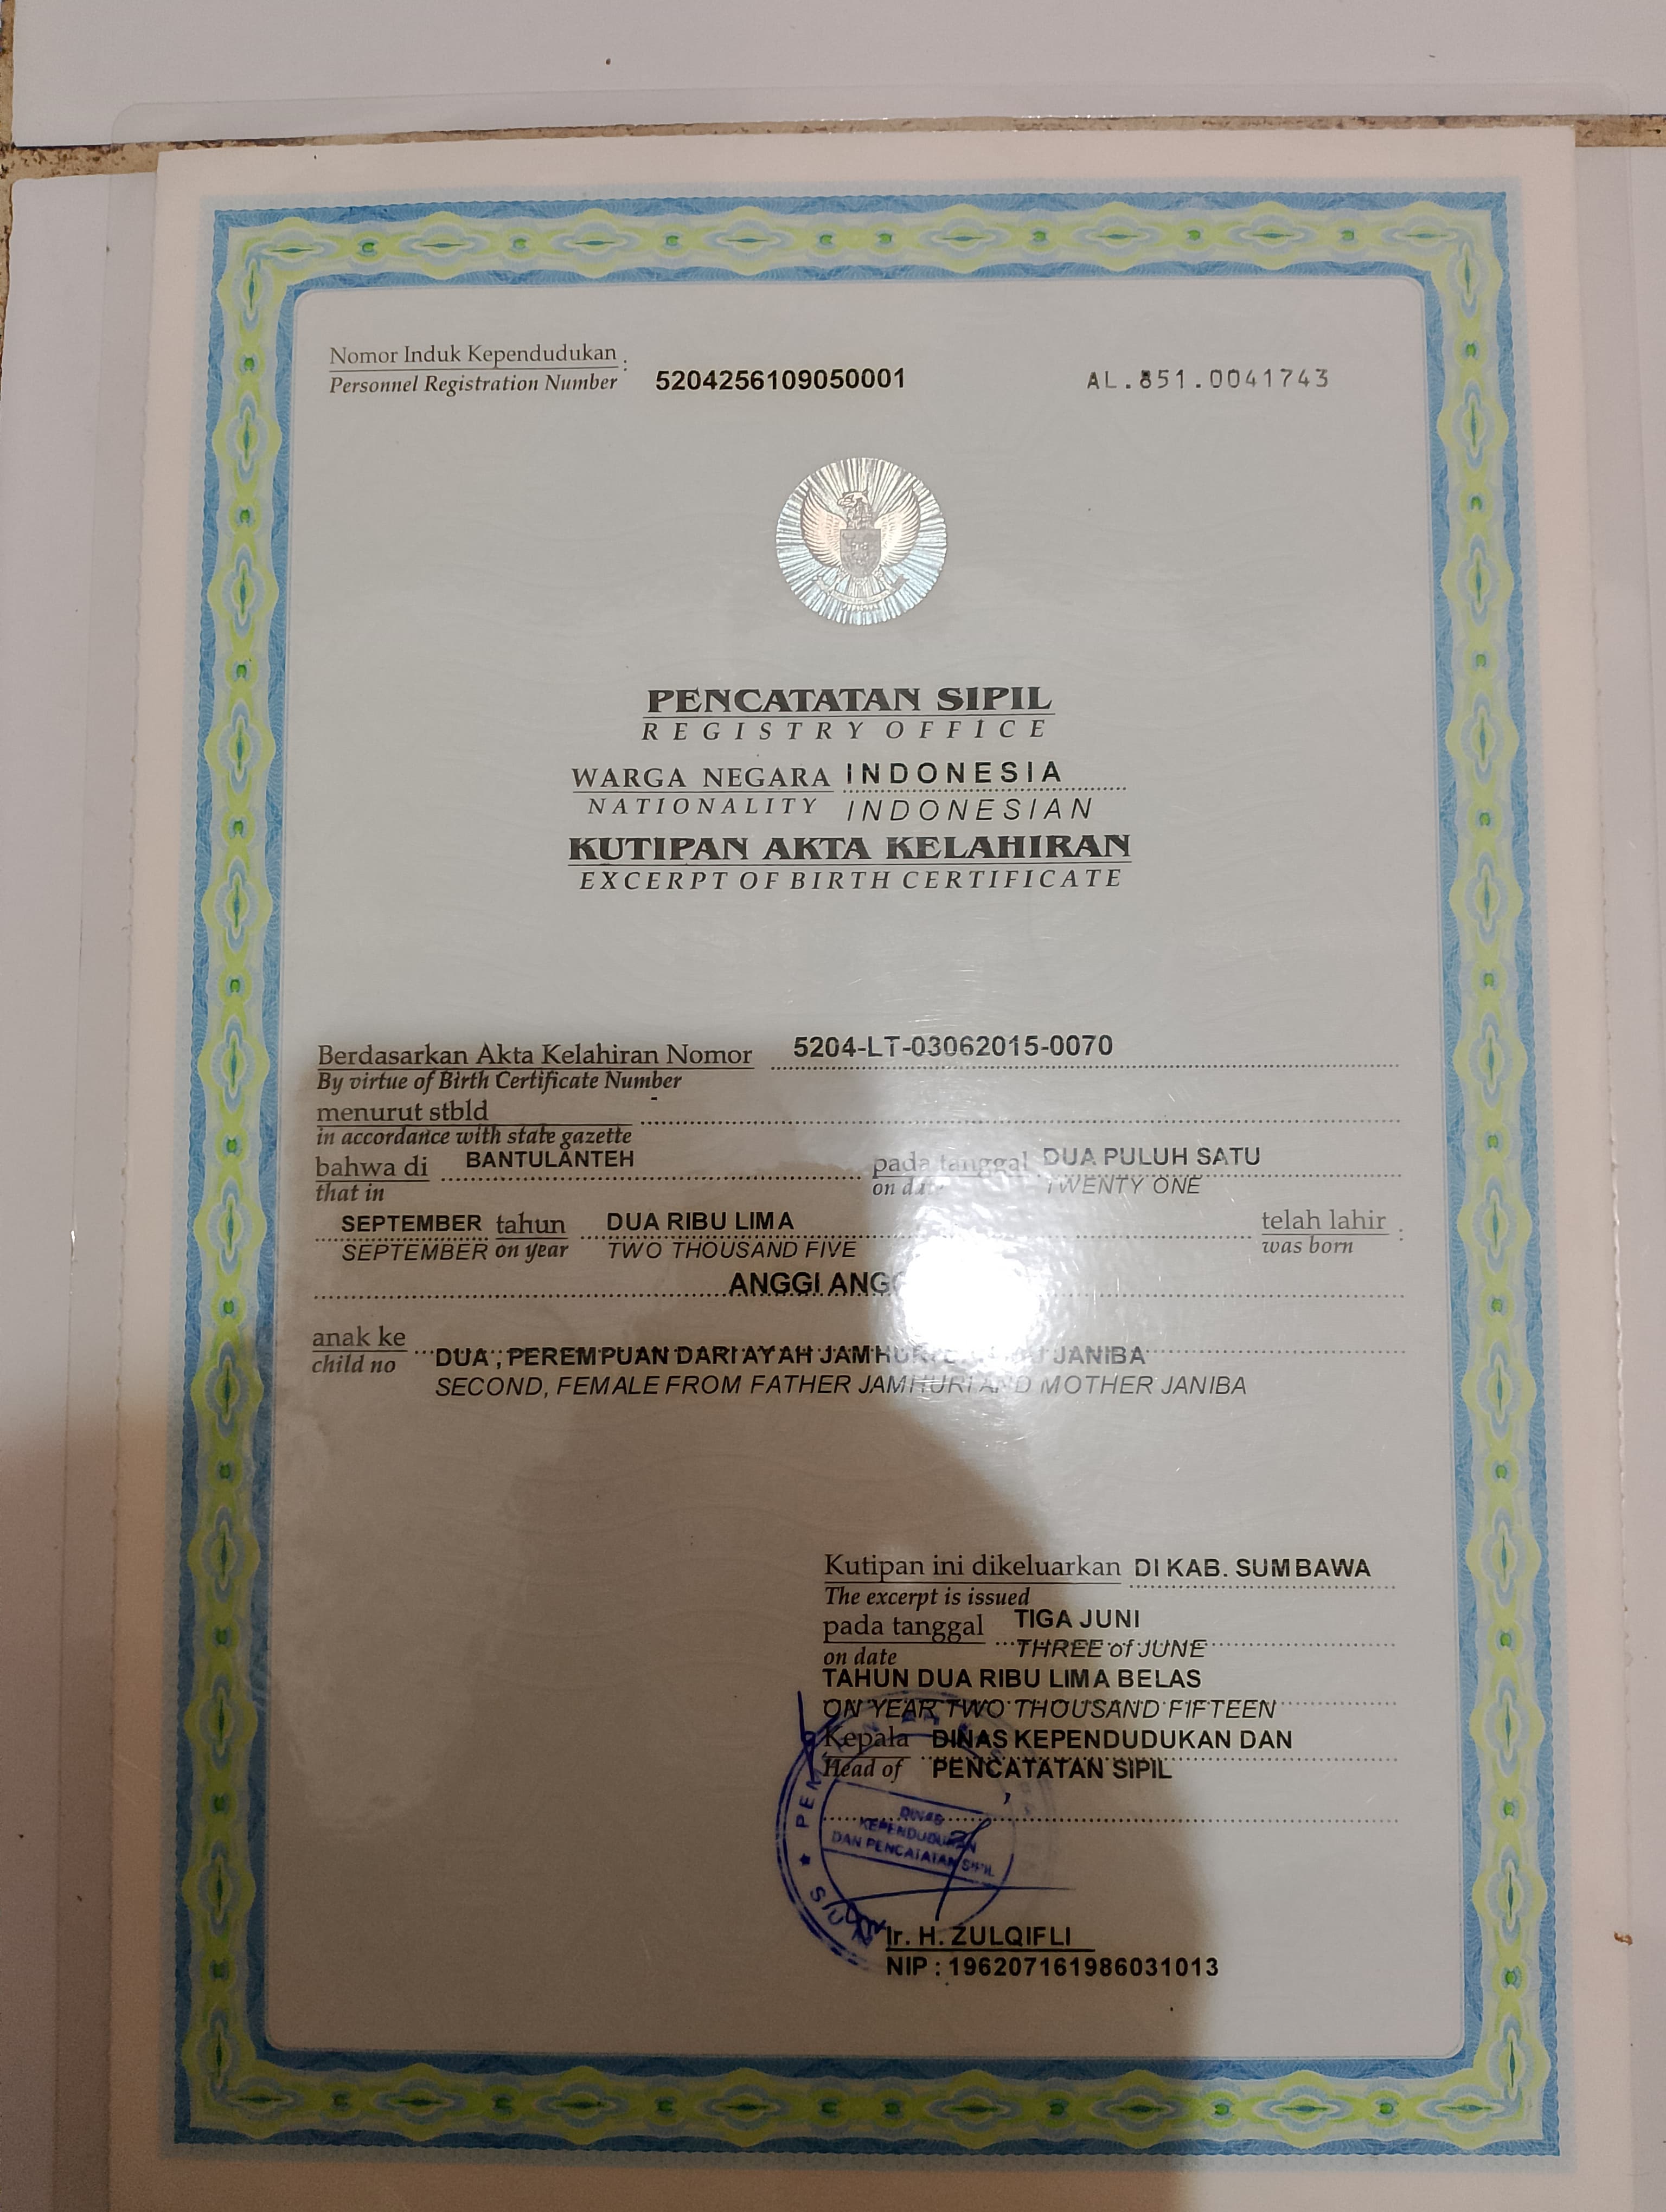 Nomor Induk Kependudukan :
Personnel Registration Number 5204256109050001 AL.851.0041743
PENCATATAN SIPIL
REGISTRY OFFICE
WARGA NEGARA INDONESIA
NATIONALITY INDONESIAN
KUTIPAN AKTA KELAHIRAN
EXCERPT OF BIRTH CERTIFICATE
Berdasarkan Akta Kelahiran Nomor 5204-LT-03062015-0070
By virtue of Birth Certificate Number
menurut stbld -
in accordance with state gazette
bahwa di BANTULANTEH pada tanggal DUA PULUH SATU
that in on date TWENTY ONE
SEPTEMBER tahun DUA RIBU LIMA telah lahir :
SEPTEMBER on year TWO THOUSAND FIVE was born
ANGGI
anak ke DUA , PEREMPUAN DARI AYAH JAMHURI JANIBA
child no SECOND, FEMALE FROM FATHER JAMHURI AND MOTHER JANIBA
Kutipan ini dikeluarkan DI KAB. SUMBAWA
The excerpt is issued
pada tanggal TIGA JUNI
on date THREE of JUNE
TAHUN DUA RIBU LIMA BELAS
ON YEAR TWO THOUSAND FIFTEEN
Kepala DINAS KEPENDUDUKAN DAN
Head of PENCATATAN SIPIL
,
DINAS
KEPENDUDUKAN
DAN PENCATATAN SIPIL
Ir. H. ZULQIFLI
NIP : 196207161986031013